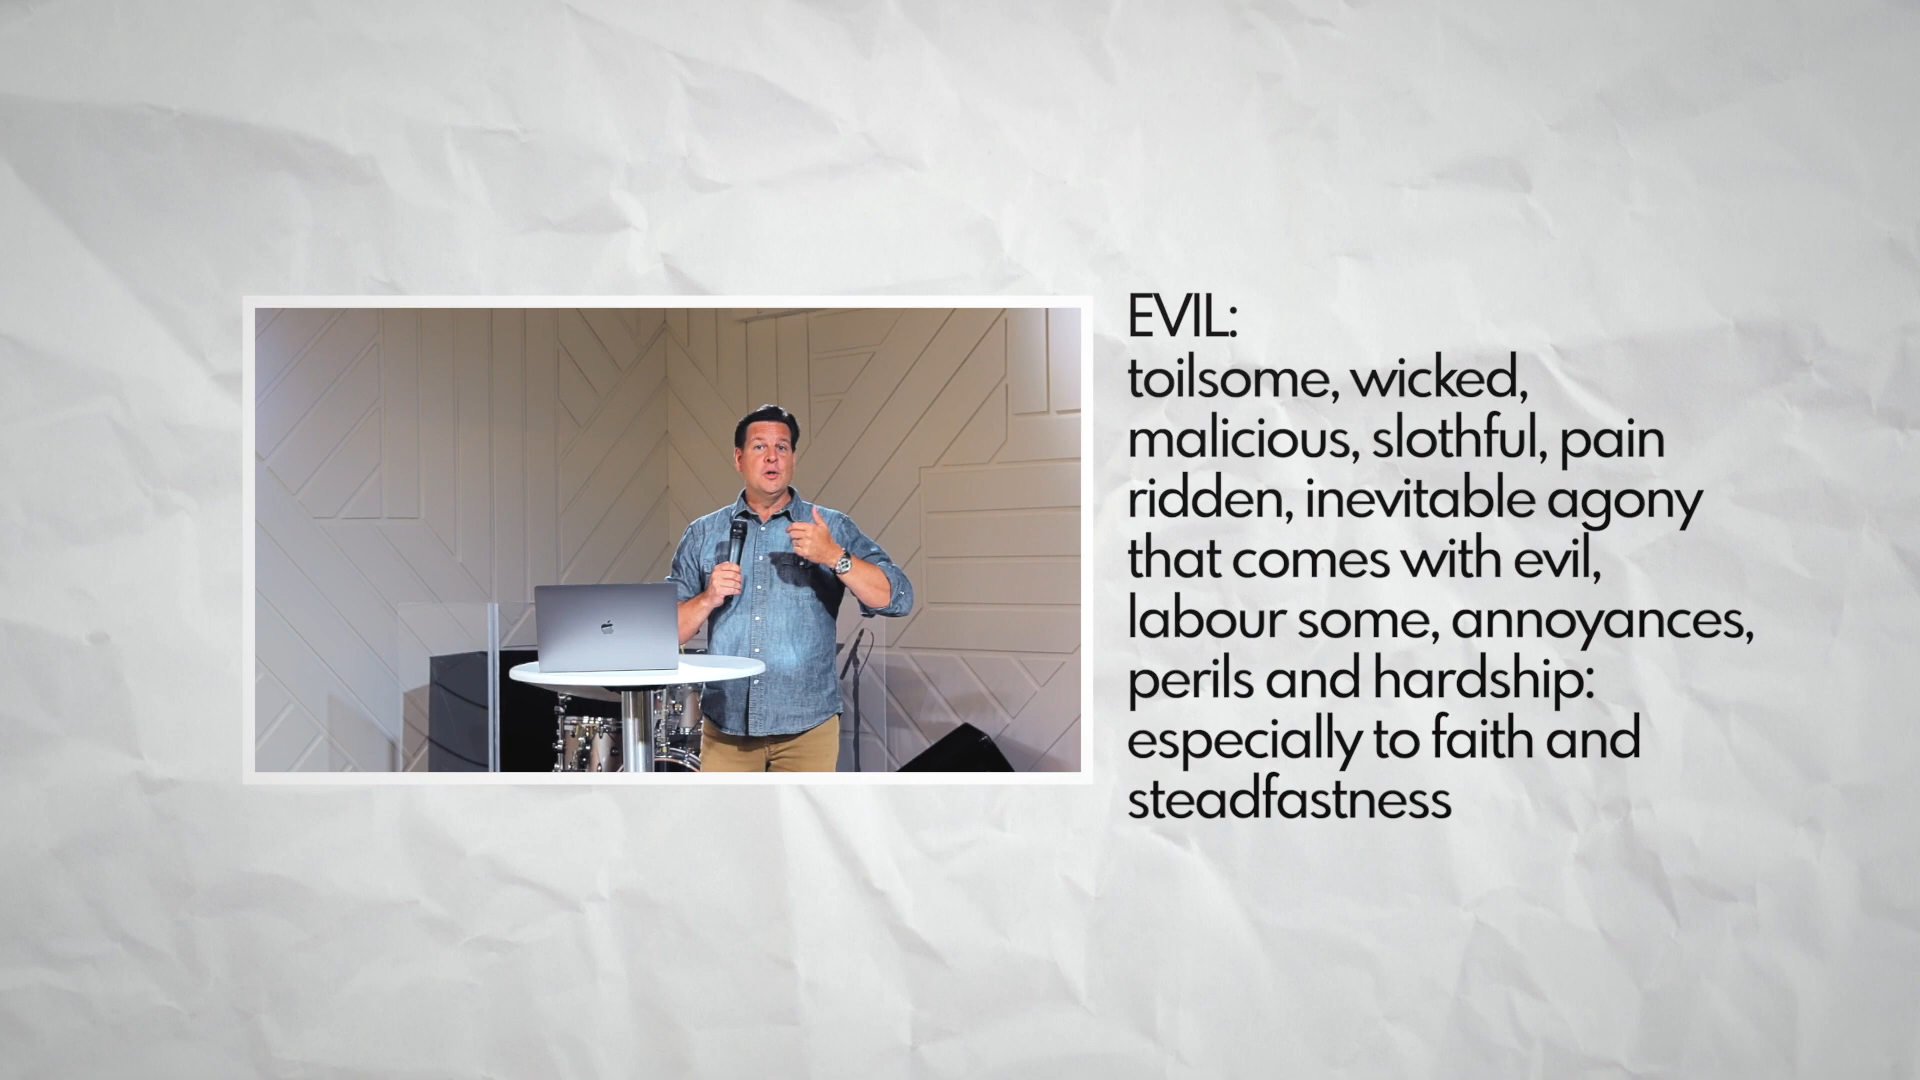 EVIL:
toilsome, wicked,
malicious, slothful, pain
ridden, inevitable agony
that comes with evil,
labour some, annoyances,
perils and hardship:
especially to faith and
steadfastness